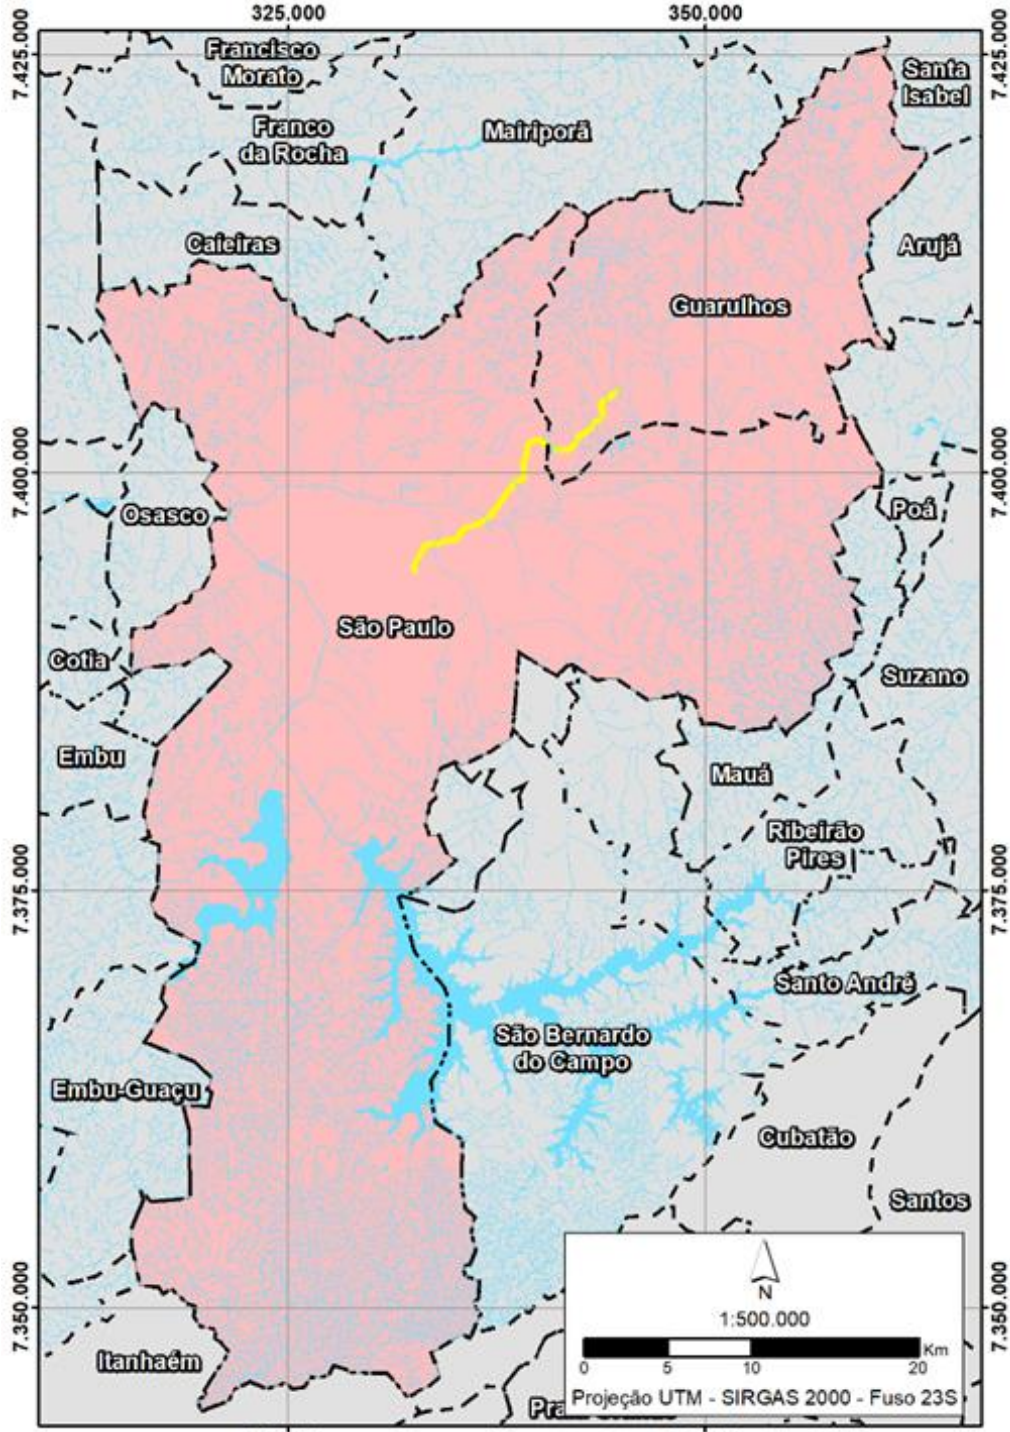 325.000
350.000
7.425.000
7.425.000
Francisco
Morato
Santa
Isabel
Franco
da Rocha
Mairiporã
Caieiras
Arujá
Guarulhos
7.400.000
7.400.000
Osasco
Poá
São Paulo
Cotia
Suzano
Embu
Mauá
Ribeirão
Pires
7.375.000
7.375.000
Santo André
São Bernardo
do Campo
Embu-Guaçu
Cubatão
Santos
7.350.000
7.350.000
N
1:500.000
Km
0 5 10 20
Itanhaém
Projeção UTM - SIRGAS 2000 - Fuso 23S